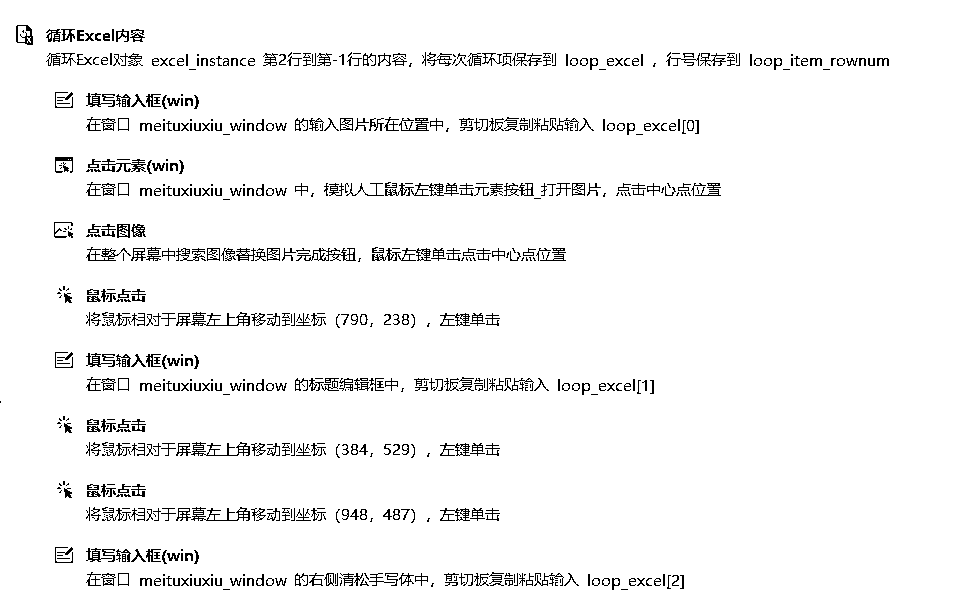 循环Excel内容
循环Excel对象 excel_instance 第2行到第-1行的内容，将每次循环项保存到 loop_excel ，行号保存到 loop_item_rownum
填写输入框(win)
在窗口 meituxiuxiu_window 的输入图片所在位置中，剪切板复制粘贴输入 loop_excel[0]
点击元素(win)
在窗口 meituxiuxiu_window 中，模拟人工鼠标左键单击元素按钮_打开图片，点击中心点位置
点击图像
在整个屏幕中搜索图像替换图片完成按钮，鼠标左键单击点击中心点位置
鼠标点击
将鼠标相对于屏幕左上角移动到坐标（790，238），左键单击
填写输入框(win)
在窗口 meituxiuxiu_window 的标题编辑框中，剪切板复制粘贴输入 loop_excel[1]
鼠标点击
将鼠标相对于屏幕左上角移动到坐标（384，529），左键单击
鼠标点击
将鼠标相对于屏幕左上角移动到坐标（948，487），左键单击
填写输入框(win)
在窗口 meituxiuxiu_window 的右侧清松手写体中，剪切板复制粘贴输入 loop_excel[2]